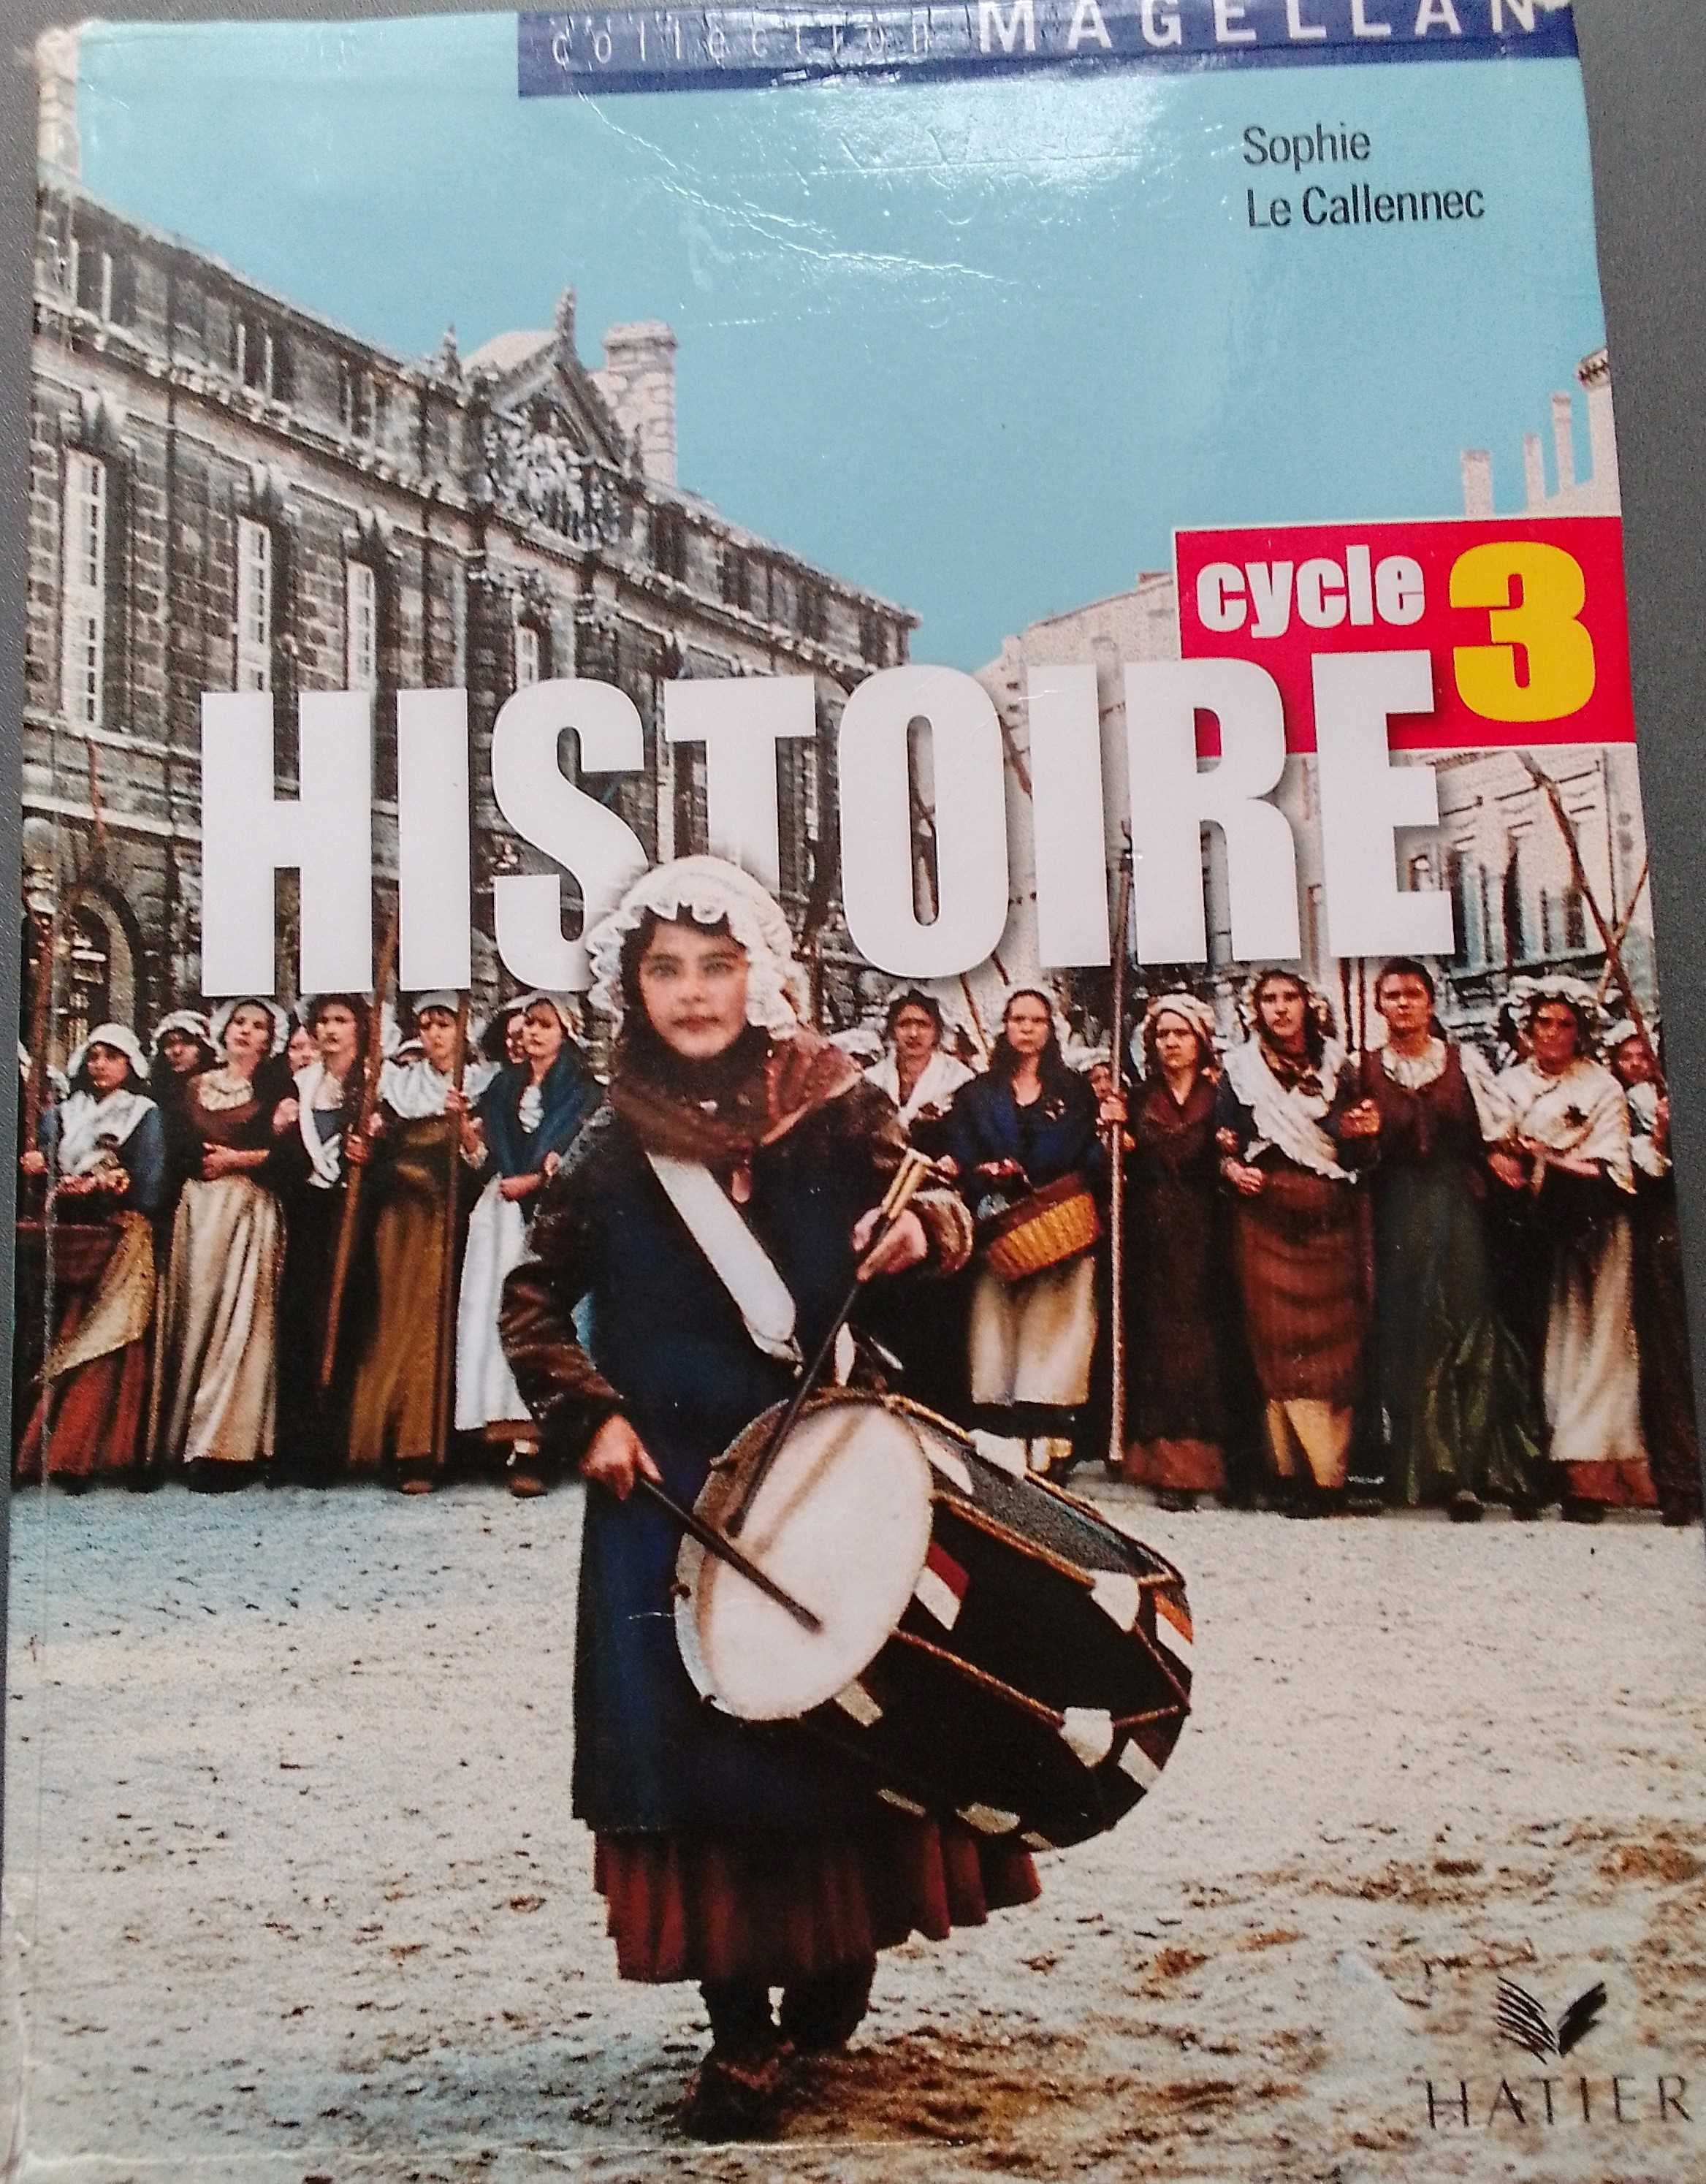 collection MAGELLAN
Sophie
Le Callennec
cycle 3
HISTOIRE
HATIER